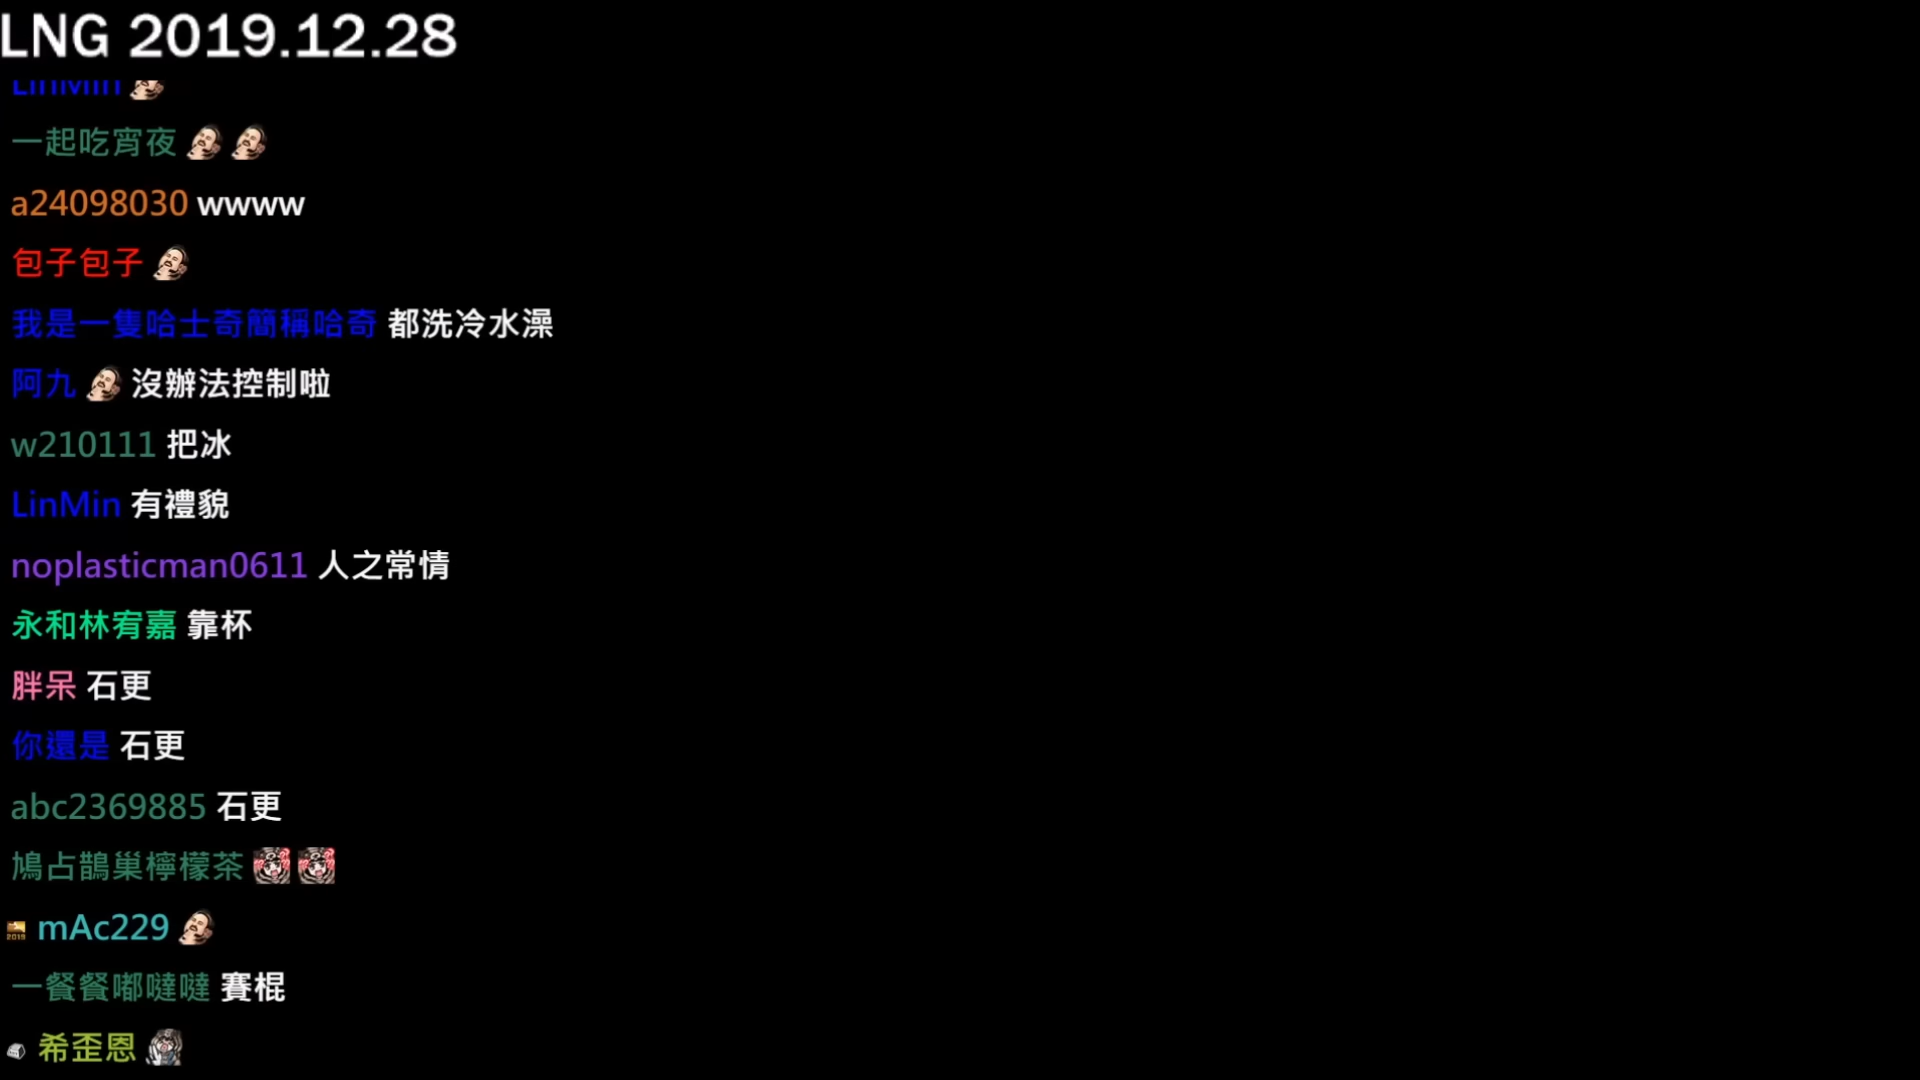 LNG 2019.12.28
LinMin
一起吃宵夜
a24098030 wwww
包子包子
我是一隻哈士奇簡稱哈奇 都洗冷水澡
阿九 沒辦法控制啦
w210111 把冰
LinMin 有禮貌
noplasticman0611 人之常情
永和林宥嘉 靠杯
胖呆 石更
你還是 石更
abc2369885 石更
鳩占鵲巢檸檬茶
mAc229
一餐餐嘟噠噠 賽棍
希歪恩